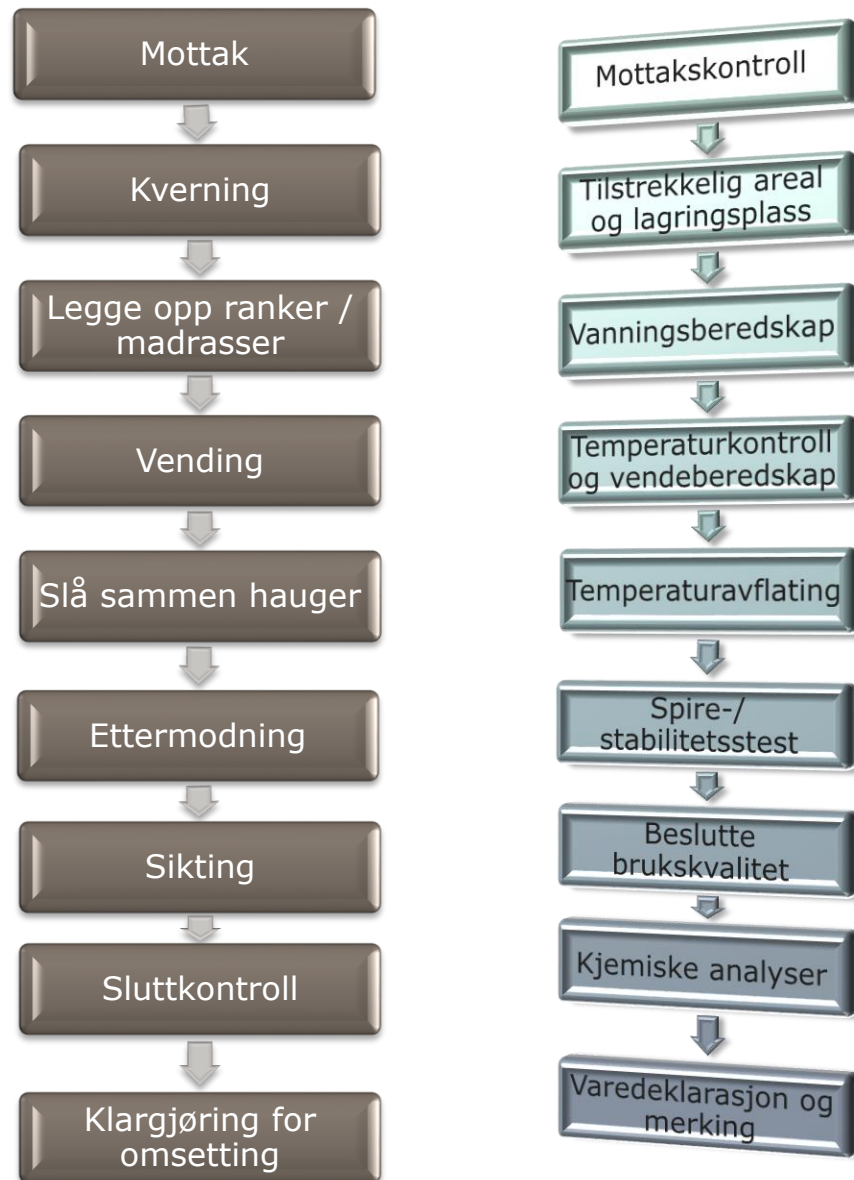 Mottak
Kverning
Legge opp ranker /
madrasser
Vending
Slå sammen hauger
Ettermodning
Sikting
Sluttkontroll
Klargjøring for
omsetting
Mottakskontroll
Tilstrekkelig areal
og lagringsplass
Vanningsberedskap
Temperaturkontroll
og vendeberedskap
Temperaturavflating
Spire-/
stabilitetsstest
Beslutte
brukskvalitet
Kjemiske analyser
Varedeklarasjon og
merking